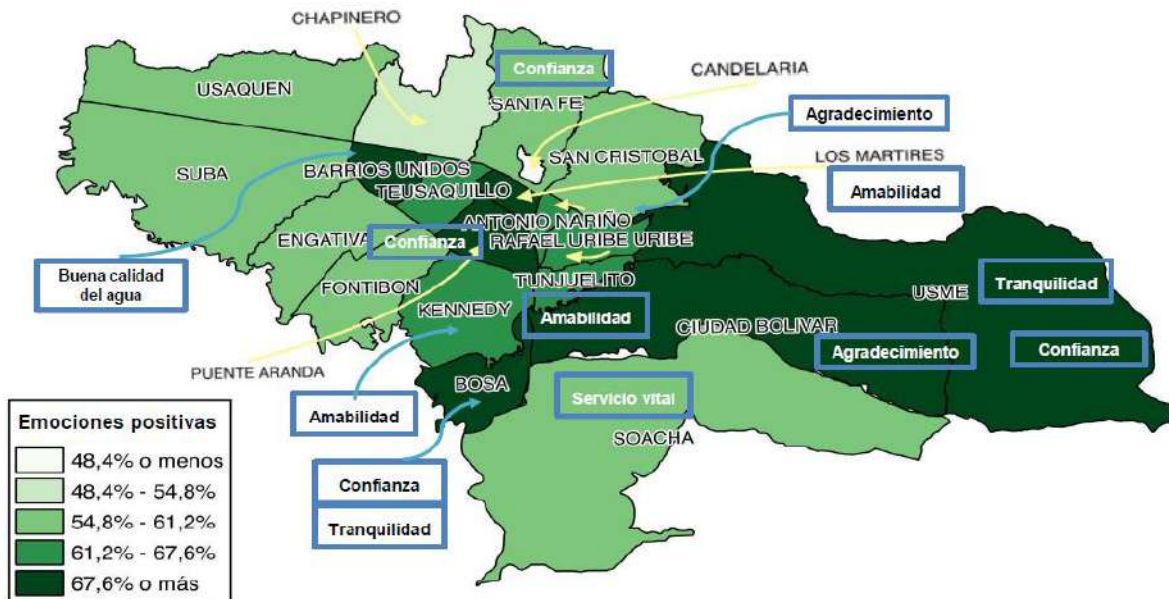 CHAPINERO
Confianza
CANDELARIA
USAQUEN
SANTA FE
Agradecimiento
SAN CRISTOBAL
LOS MARTIRES
SUBA
BARRIOS UNIDOS
TEUSAQUILLO
Amabilidad
ANTONIO NARIÑO
ENGATIVA
Confianza
RAFAEL URIBE URIBE
Buena calidad
del agua
FONTIBON
TUNJUELITO
USME
Tranquilidad
KENNEDY
Amabilidad
CIUDAD BOLIVAR
Agradecimiento
Confianza
PUENTE ARANDA
BOSA
Servicio vital
Amabilidad
SOACHA
Confianza
Tranquilidad
Emociones positivas
48,4% o menos
48,4% - 54,8%
54,8% - 61,2%
61,2% - 67,6%
67,6% o más